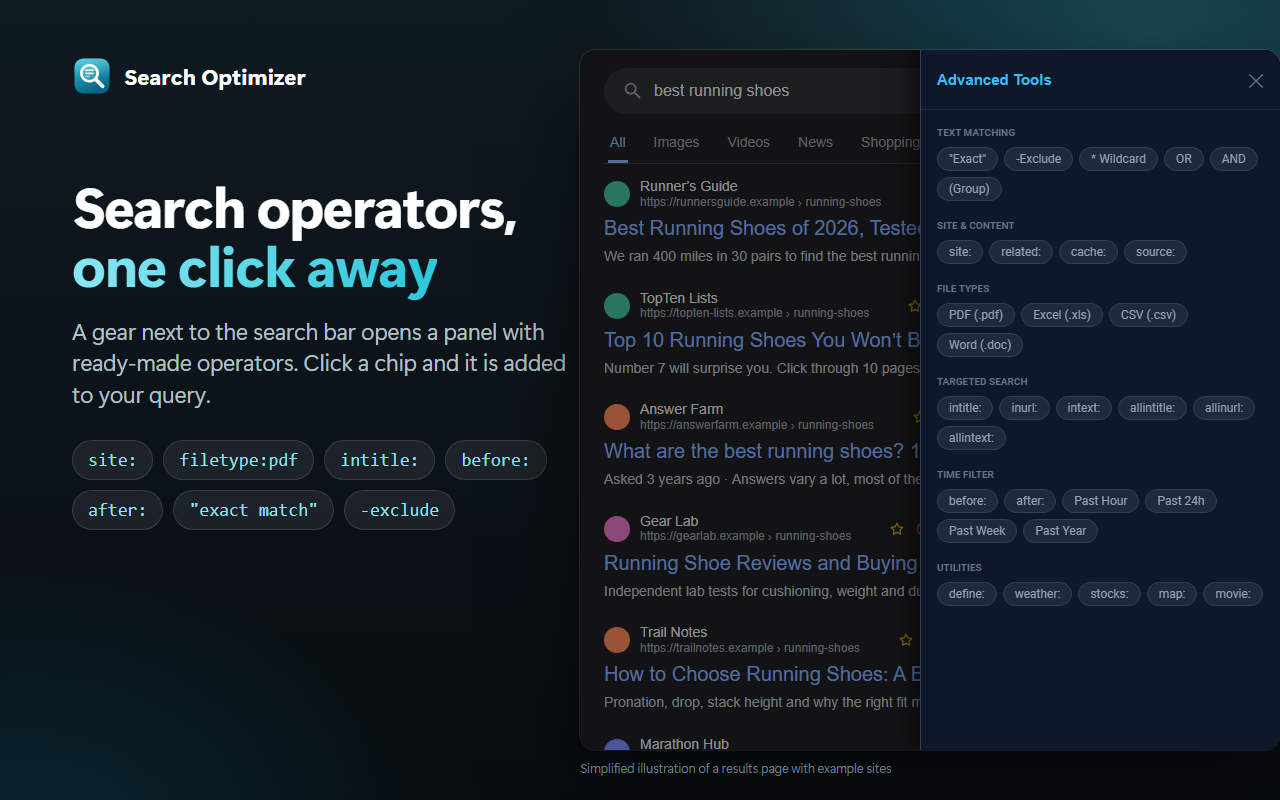 Search Optimizer
Search operators,
one click away
A gear next to the search bar opens a panel with
ready-made operators. Click a chip and it is added
to your query.
site: filetype:pdf intitle: before:
after: "exact match" -exclude
best running shoes
All Images Videos News Shopping
Runner's Guide
https://runnersguide.example › running-shoes
Best Running Shoes of 2026, Tested
We ran 400 miles in 30 pairs to find the best runnin
TopTen Lists
https://topten-lists.example › running-shoes
Top 10 Running Shoes You Won't B
Number 7 will surprise you. Click through 10 pages
Answer Farm
https://answerfarm.example › running-shoes
What are the best running shoes? 1
Asked 3 years ago · Answers vary a lot, most of the
Gear Lab
https://gearlab.example › running-shoes
Running Shoe Reviews and Buying
Independent lab tests for cushioning, weight and du
Trail Notes
https://trailnotes.example › running-shoes
How to Choose Running Shoes: A B
Pronation, drop, stack height and why the right fit m
Marathon Hub
Advanced Tools
TEXT MATCHING
"Exact" -Exclude * Wildcard OR AND
(Group)
SITE & CONTENT
site: related: cache: source:
FILE TYPES
PDF (.pdf) Excel (.xls) CSV (.csv)
Word (.doc)
TARGETED SEARCH
intitle: inurl: intext: allintitle: allinurl:
allintext:
TIME FILTER
before: after: Past Hour Past 24h
Past Week Past Year
UTILITIES
define: weather: stocks: map: movie:
Simplified illustration of a results page with example sites